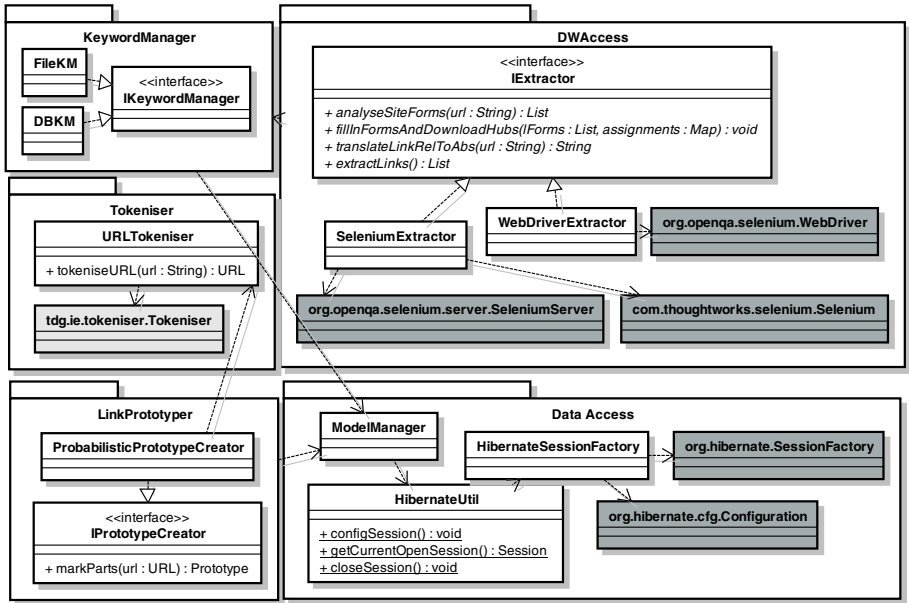 KeywordManager
FileKM
<<interface>>
IKeywordManager
DBKM
DWAccess
<<interface>>
IExtractor
+ analyseSiteForms(url : String) : List
+ fillInFormsAndDownloadHubs(lForms : List, assignments : Map) : void
+ translateLinkRelToAbs(url : String) : String
+ extractLinks() : List
SeleniumExtractor
WebDriverExtractor
org.openqa.selenium.WebDriver
org.openqa.selenium.server.SeleniumServer
com.thoughtworks.selenium.Selenium
Tokeniser
URLTokeniser
+ tokeniseURL(url : String) : URL
tdg.ie.tokeniser.Tokeniser
LinkPrototyper
ProbabilisticPrototypeCreator
<<interface>>
IPrototypeCreator
+ markParts(url : URL) : Prototype
Data Access
ModelManager
HibernateSessionFactory
org.hibernate.SessionFactory
HibernateUtil
+ configSession() : void
+ getCurrentOpenSession() : Session
+ closeSession() : void
org.hibernate.cfg.Configuration